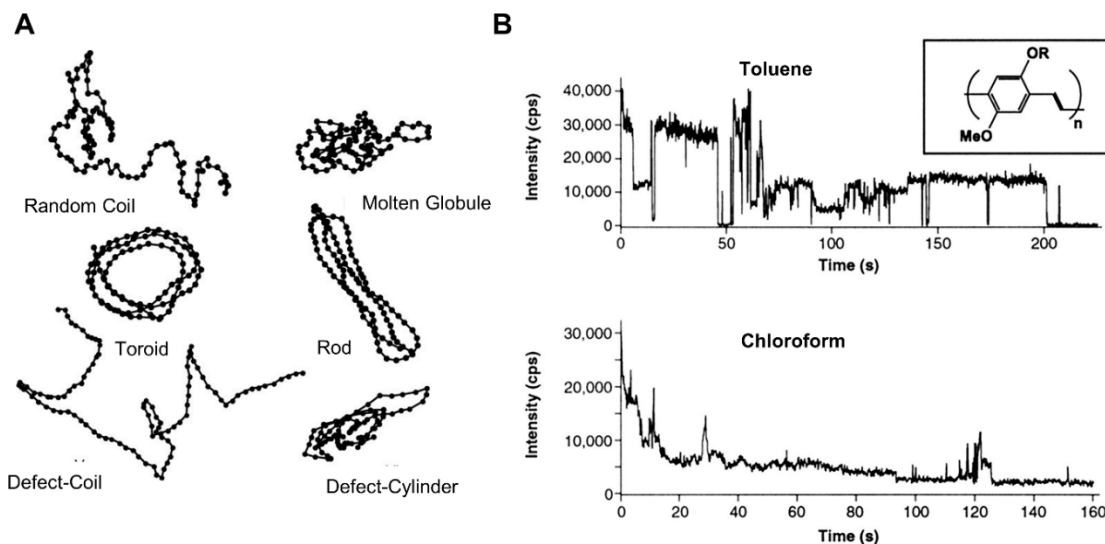 A
Random Coil
Molten Globule
Toroid
Rod
Defect-Coil
Defect-Cylinder
B
Toluene
OR
MeO
n
Intensity (cps)
40,000
30,000
20,000
10,000
0
0 50 100 150 200
Time (s)
Chloroform
Intensity (cps)
30,000
20,000
10,000
0
0 20 40 60 80 100 120 140 160
Time (s)